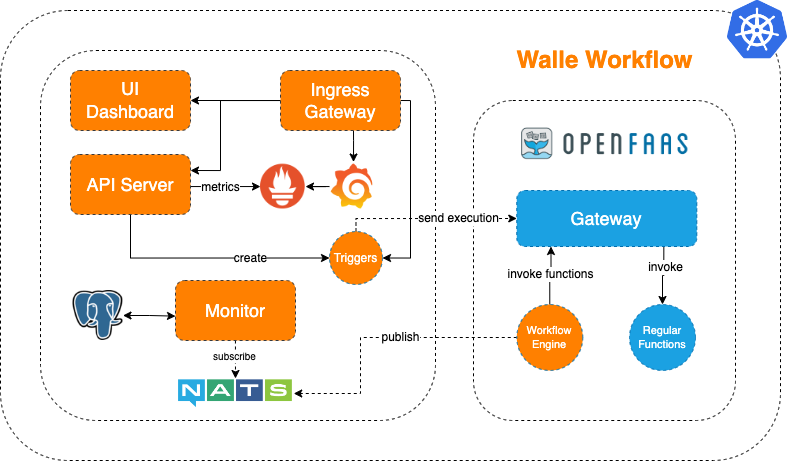 Walle Workflow
UI
Dashboard
Ingress
Gateway
API Server
metrics
create
Triggers
Monitor
subscribe
NATS
OPENFAAS
send execution
Gateway
invoke functions
invoke
Workflow
Engine
Regular
Functions
publish